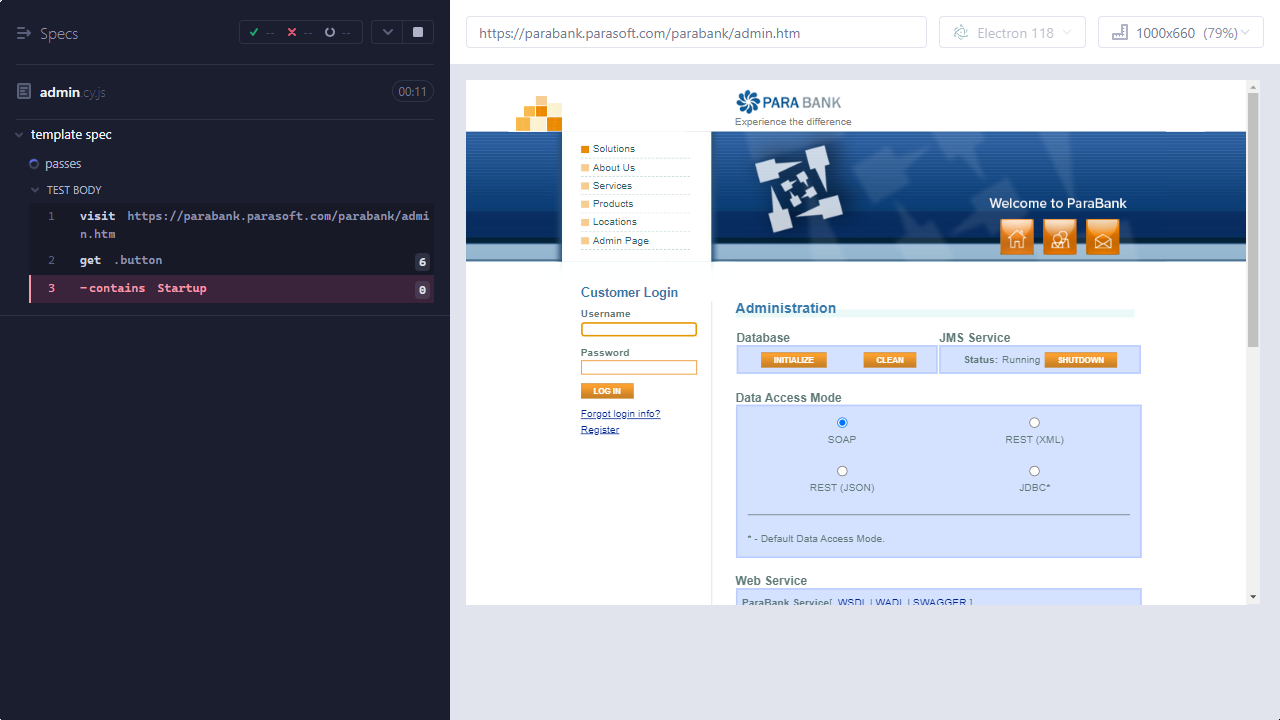 Specs
-- -- --
https://parabank.parasoft.com/parabank/admin.htm
Electron 118
1000x660 (79%)
admin.cy.js
00:11
template spec
passes
TEST BODY
1 visit https://parabank.parasoft.com/parabank/admi
n.htm
2 get .button 6
3 -contains Startup 0
PARA BANK
Experience the difference
Solutions
About Us
Services
Products
Locations
Admin Page
Welcome to ParaBank
Customer Login
Username
Password
LOG IN
Forgot login info?
Register
Administration
Database
INITIALIZE CLEAN
JMS Service
Status: Running SHUTDOWN
Data Access Mode
SOAP REST (XML)
REST (JSON) JDBC*
* - Default Data Access Mode.
Web Service
ParaBank Service[ WSDL | WADL | SWAGGER ]